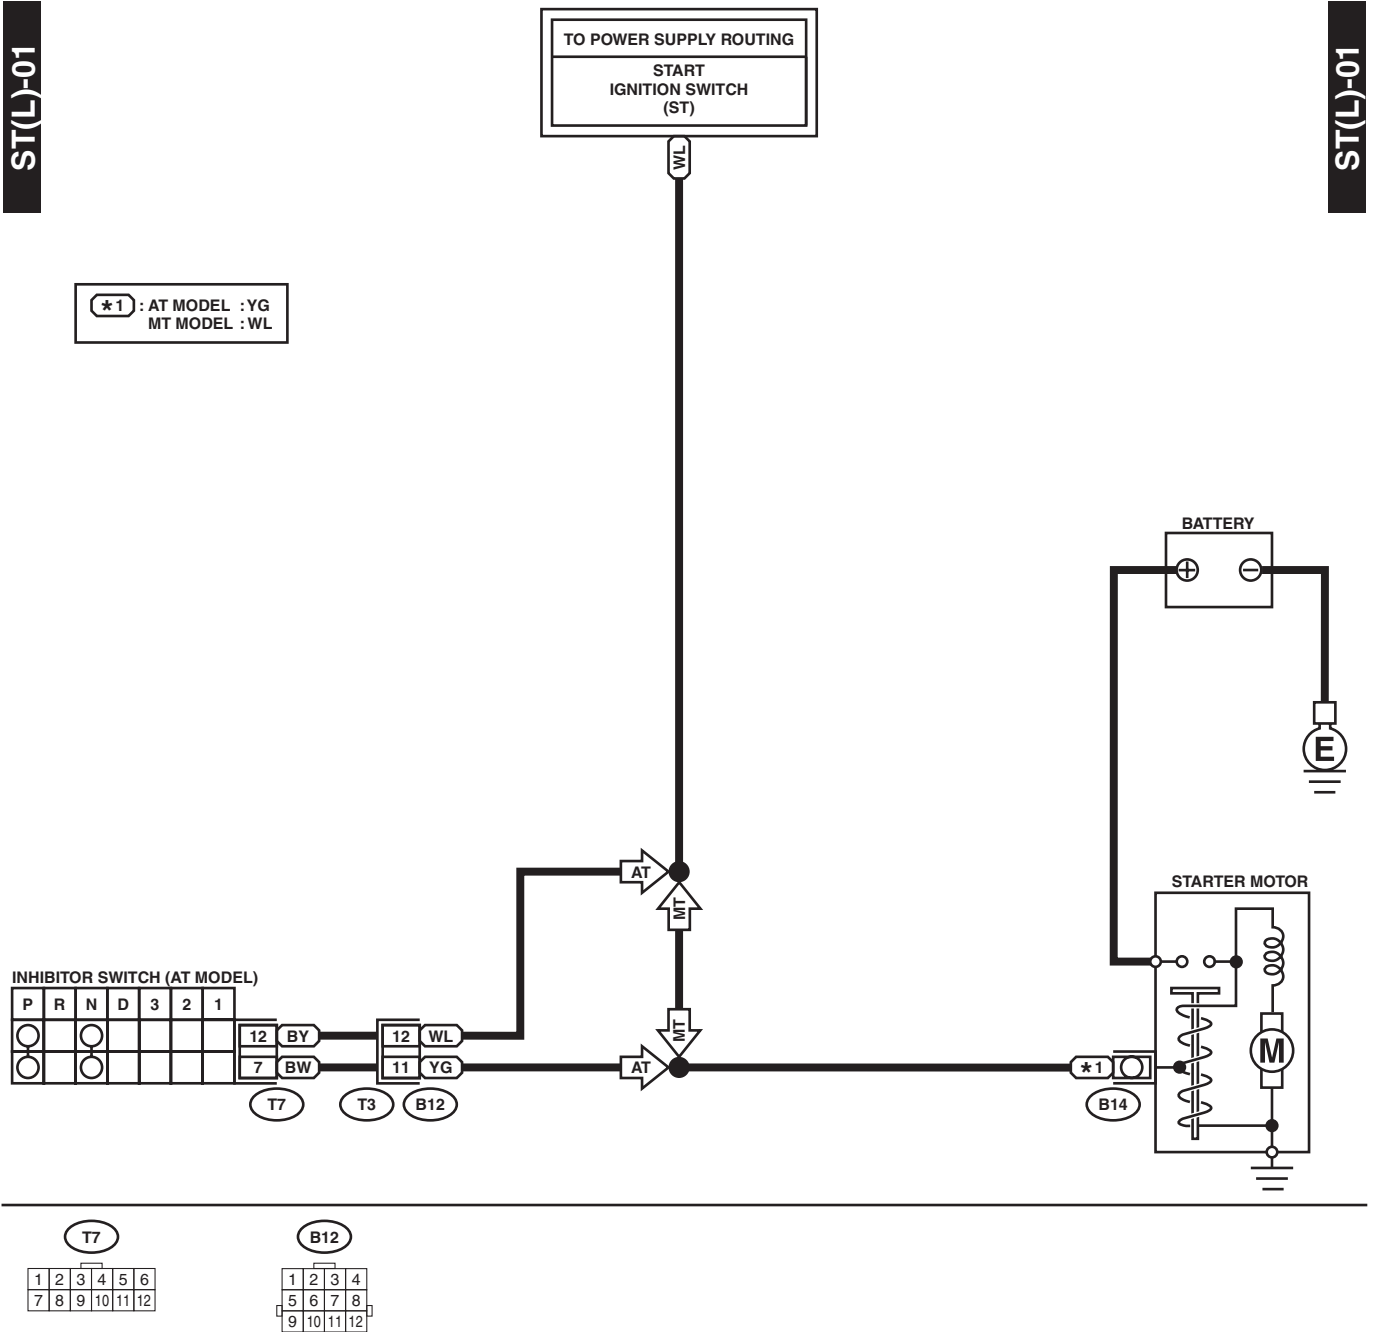 ST(L)-01
ST(L)-01
TO POWER SUPPLY ROUTING
START
IGNITION SWITCH
(ST)
WL
*1 : AT MODEL : YG
MT MODEL : WL
BATTERY
+ −
E
STARTER MOTOR
AT
MT
INHIBITOR SWITCH (AT MODEL)
P R N D 3 2 1
12 BY 12 WL
MT
7 BW 11 YG AT *1 M
T7 T3 B12 B14
T7 B12
1 2 3 4 5 6
7 8 9 10 11 12
1 2 3 4
5 6 7 8
9 10 11 12